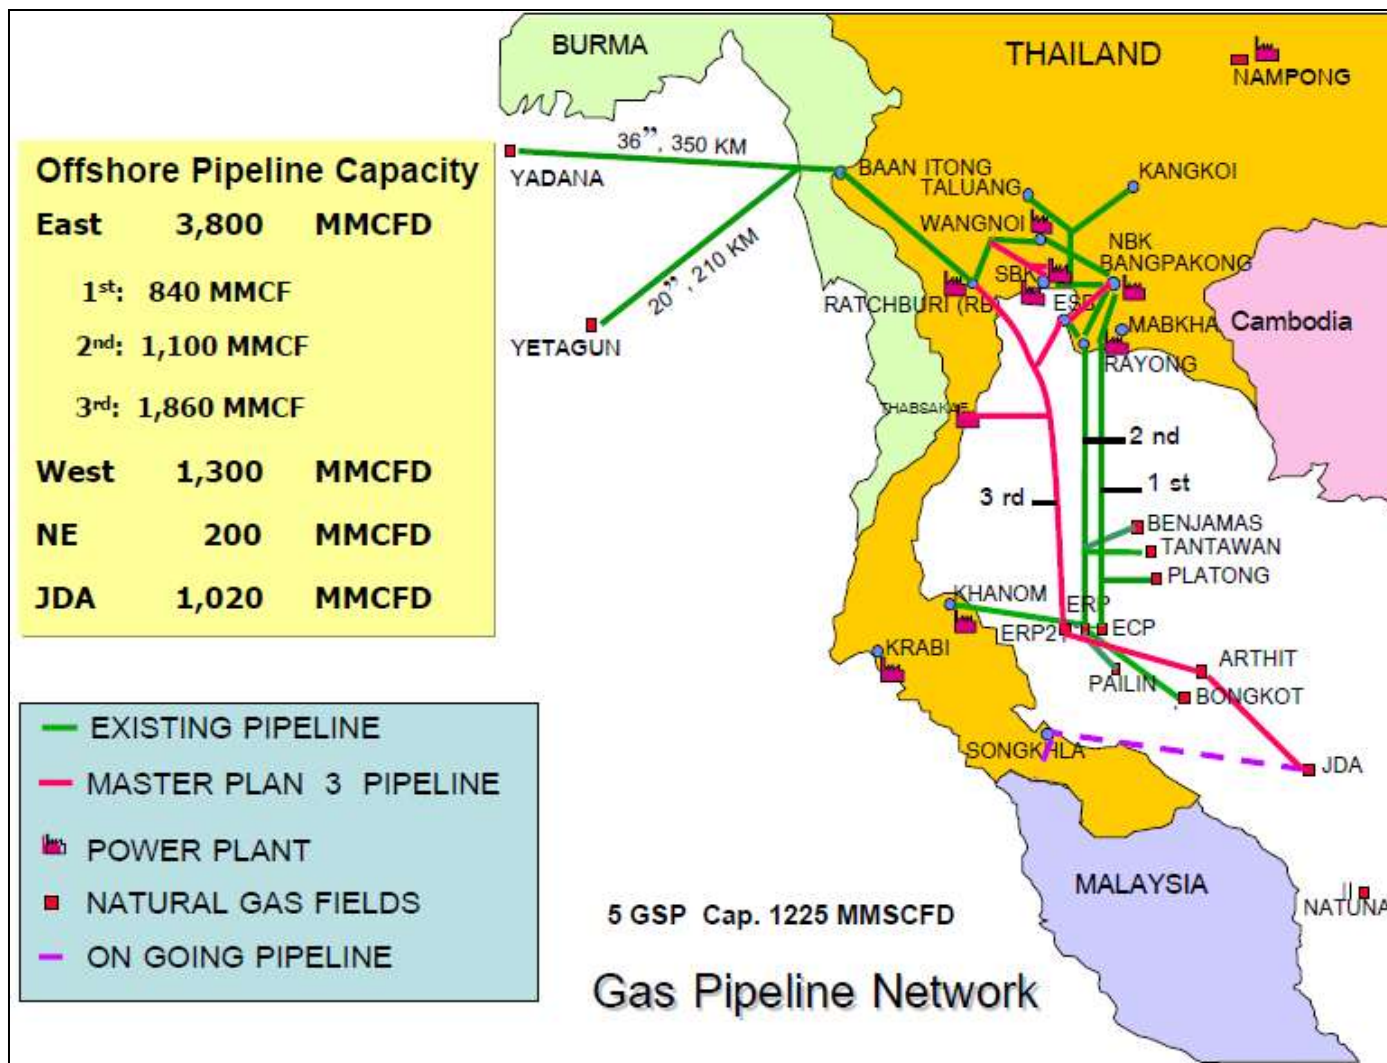 BURMA
THAILAND
NAMPONG
36”, 350 KM
YADANA
BAAN ITONG
TALUANG
KANGKOI
WANGNOI
NBK
BANGPAKONG
SBK
20”, 210 KM
RATCHBURI (RB)
ESB
YETAGUN
MABKHA
Cambodia
RAYONG
THABSAKAE
2 nd
1 st
3 rd
BENJAMAS
TANTAWAN
PLATONG
KHANOM
ERP
ERP2
ECP
KRABI
ARTHIT
PAILIN
BONGKOT
SONGKHLA
JDA
MALAYSIA
NATUNA
Offshore Pipeline Capacity
East 3,800 MMCFD
1st: 840 MMCF
2nd: 1,100 MMCF
3rd: 1,860 MMCF
West 1,300 MMCFD
NE 200 MMCFD
JDA 1,020 MMCFD
EXISTING PIPELINE
MASTER PLAN 3 PIPELINE
POWER PLANT
NATURAL GAS FIELDS
ON GOING PIPELINE
5 GSP Cap. 1225 MMSCFD
Gas Pipeline Network